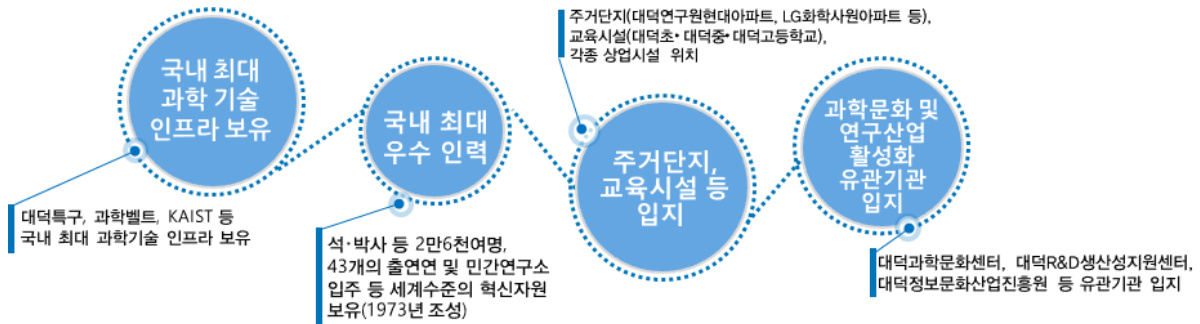 국내 최대
과학 기술
인프라 보유
대덕특구, 과학벨트, KAIST 등
국내 최대 과학기술 인프라 보유
국내 최대
우수 인력
석·박사 등 2만6천여명,
43개의 출연연 및 민간연구소
입주 등 세계수준의 혁신자원
보유(1973년 조성)
주거단지(대덕연구원현대아파트, LG화학사원아파트 등),
교육시설(대덕초·대덕중·대덕고등학교),
각종 상업시설 위치
주거단지,
교육시설 등
입지
과학문화 및
연구산업
활성화
유관기관
입지
대덕과학문화센터, 대덕R&D생산성지원센터,
대덕정보문화산업진흥원 등 유관기관 입지